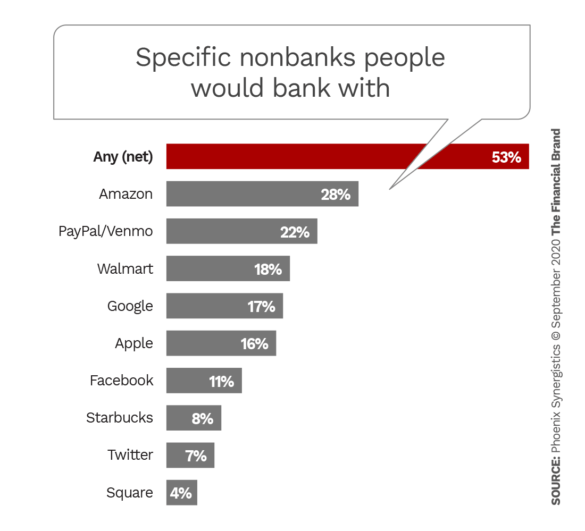 Specific nonbanks people
would bank with
Any (net) 53%
Amazon 28%
PayPal/Venmo 22%
Walmart 18%
Google 17%
Apple 16%
Facebook 11%
Starbucks 8%
Twitter 7%
Square 4%
SOURCE: Phoenix Synergistics © September 2020 The Financial Brand